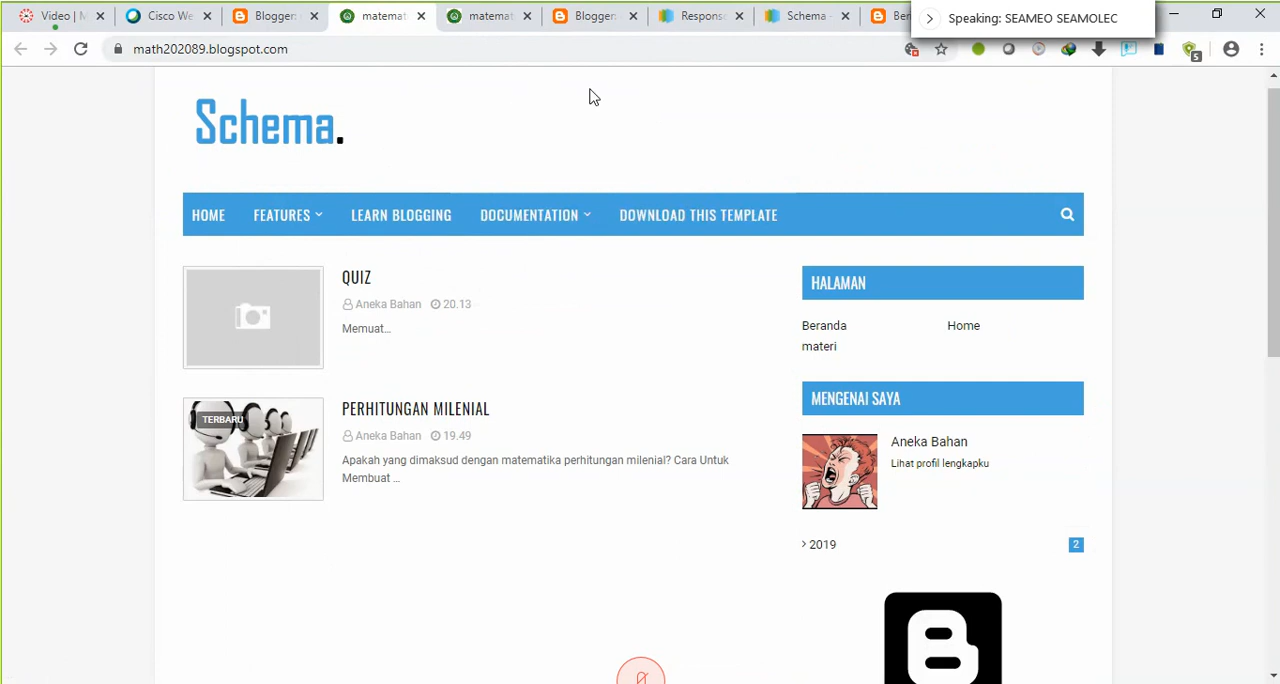 Video | M
Cisco We
Blogger:
matemat
matemat
Blogger:
Respons
Schema -
Be
Speaking: SEAMEO SEAMOLEC
math202089.blogspot.com
5
Schema.
HOME FEATURES LEARN BLOGGING DOCUMENTATION DOWNLOAD THIS TEMPLATE
QUIZ
Aneka Bahan 20.13
Memuat…
TERBARU
PERHITUNGAN MILENIAL
Aneka Bahan 19.49
Apakah yang dimaksud dengan matematika perhitungan milenial? Cara Untuk
Membuat …
HALAMAN
Beranda Home
materi
MENGENAI SAYA
Aneka Bahan
Lihat profil lengkapku
2019 2